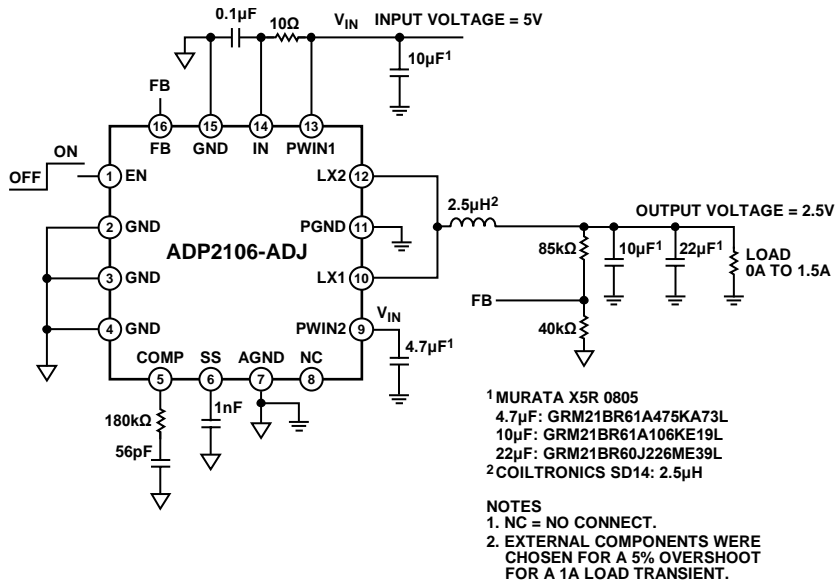 0.1µF
10Ω
VIN
INPUT VOLTAGE = 5V
10µF1
FB
16
15
14
13
FB
GND
IN
PWIN1
ON
OFF
1
EN
LX2
12
2.5µH2
OUTPUT VOLTAGE = 2.5V
2
GND
PGND
11
85kΩ
10µF1
22µF1
LOAD
0A TO 1.5A
ADP2106-ADJ
3
GND
LX1
10
FB
4
GND
VIN
PWIN2
9
40kΩ
4.7µF1
COMP
SS
AGND
NC
5
6
7
8
180kΩ
1nF
56pF
1 MURATA X5R 0805
4.7µF: GRM21BR61A475KA73L
10µF: GRM21BR61A106KE19L
22µF: GRM21BR60J226ME39L
2 COILTRONICS SD14: 2.5µH
NOTES
1. NC = NO CONNECT.
2. EXTERNAL COMPONENTS WERE
CHOSEN FOR A 5% OVERSHOOT
FOR A 1A LOAD TRANSIENT.